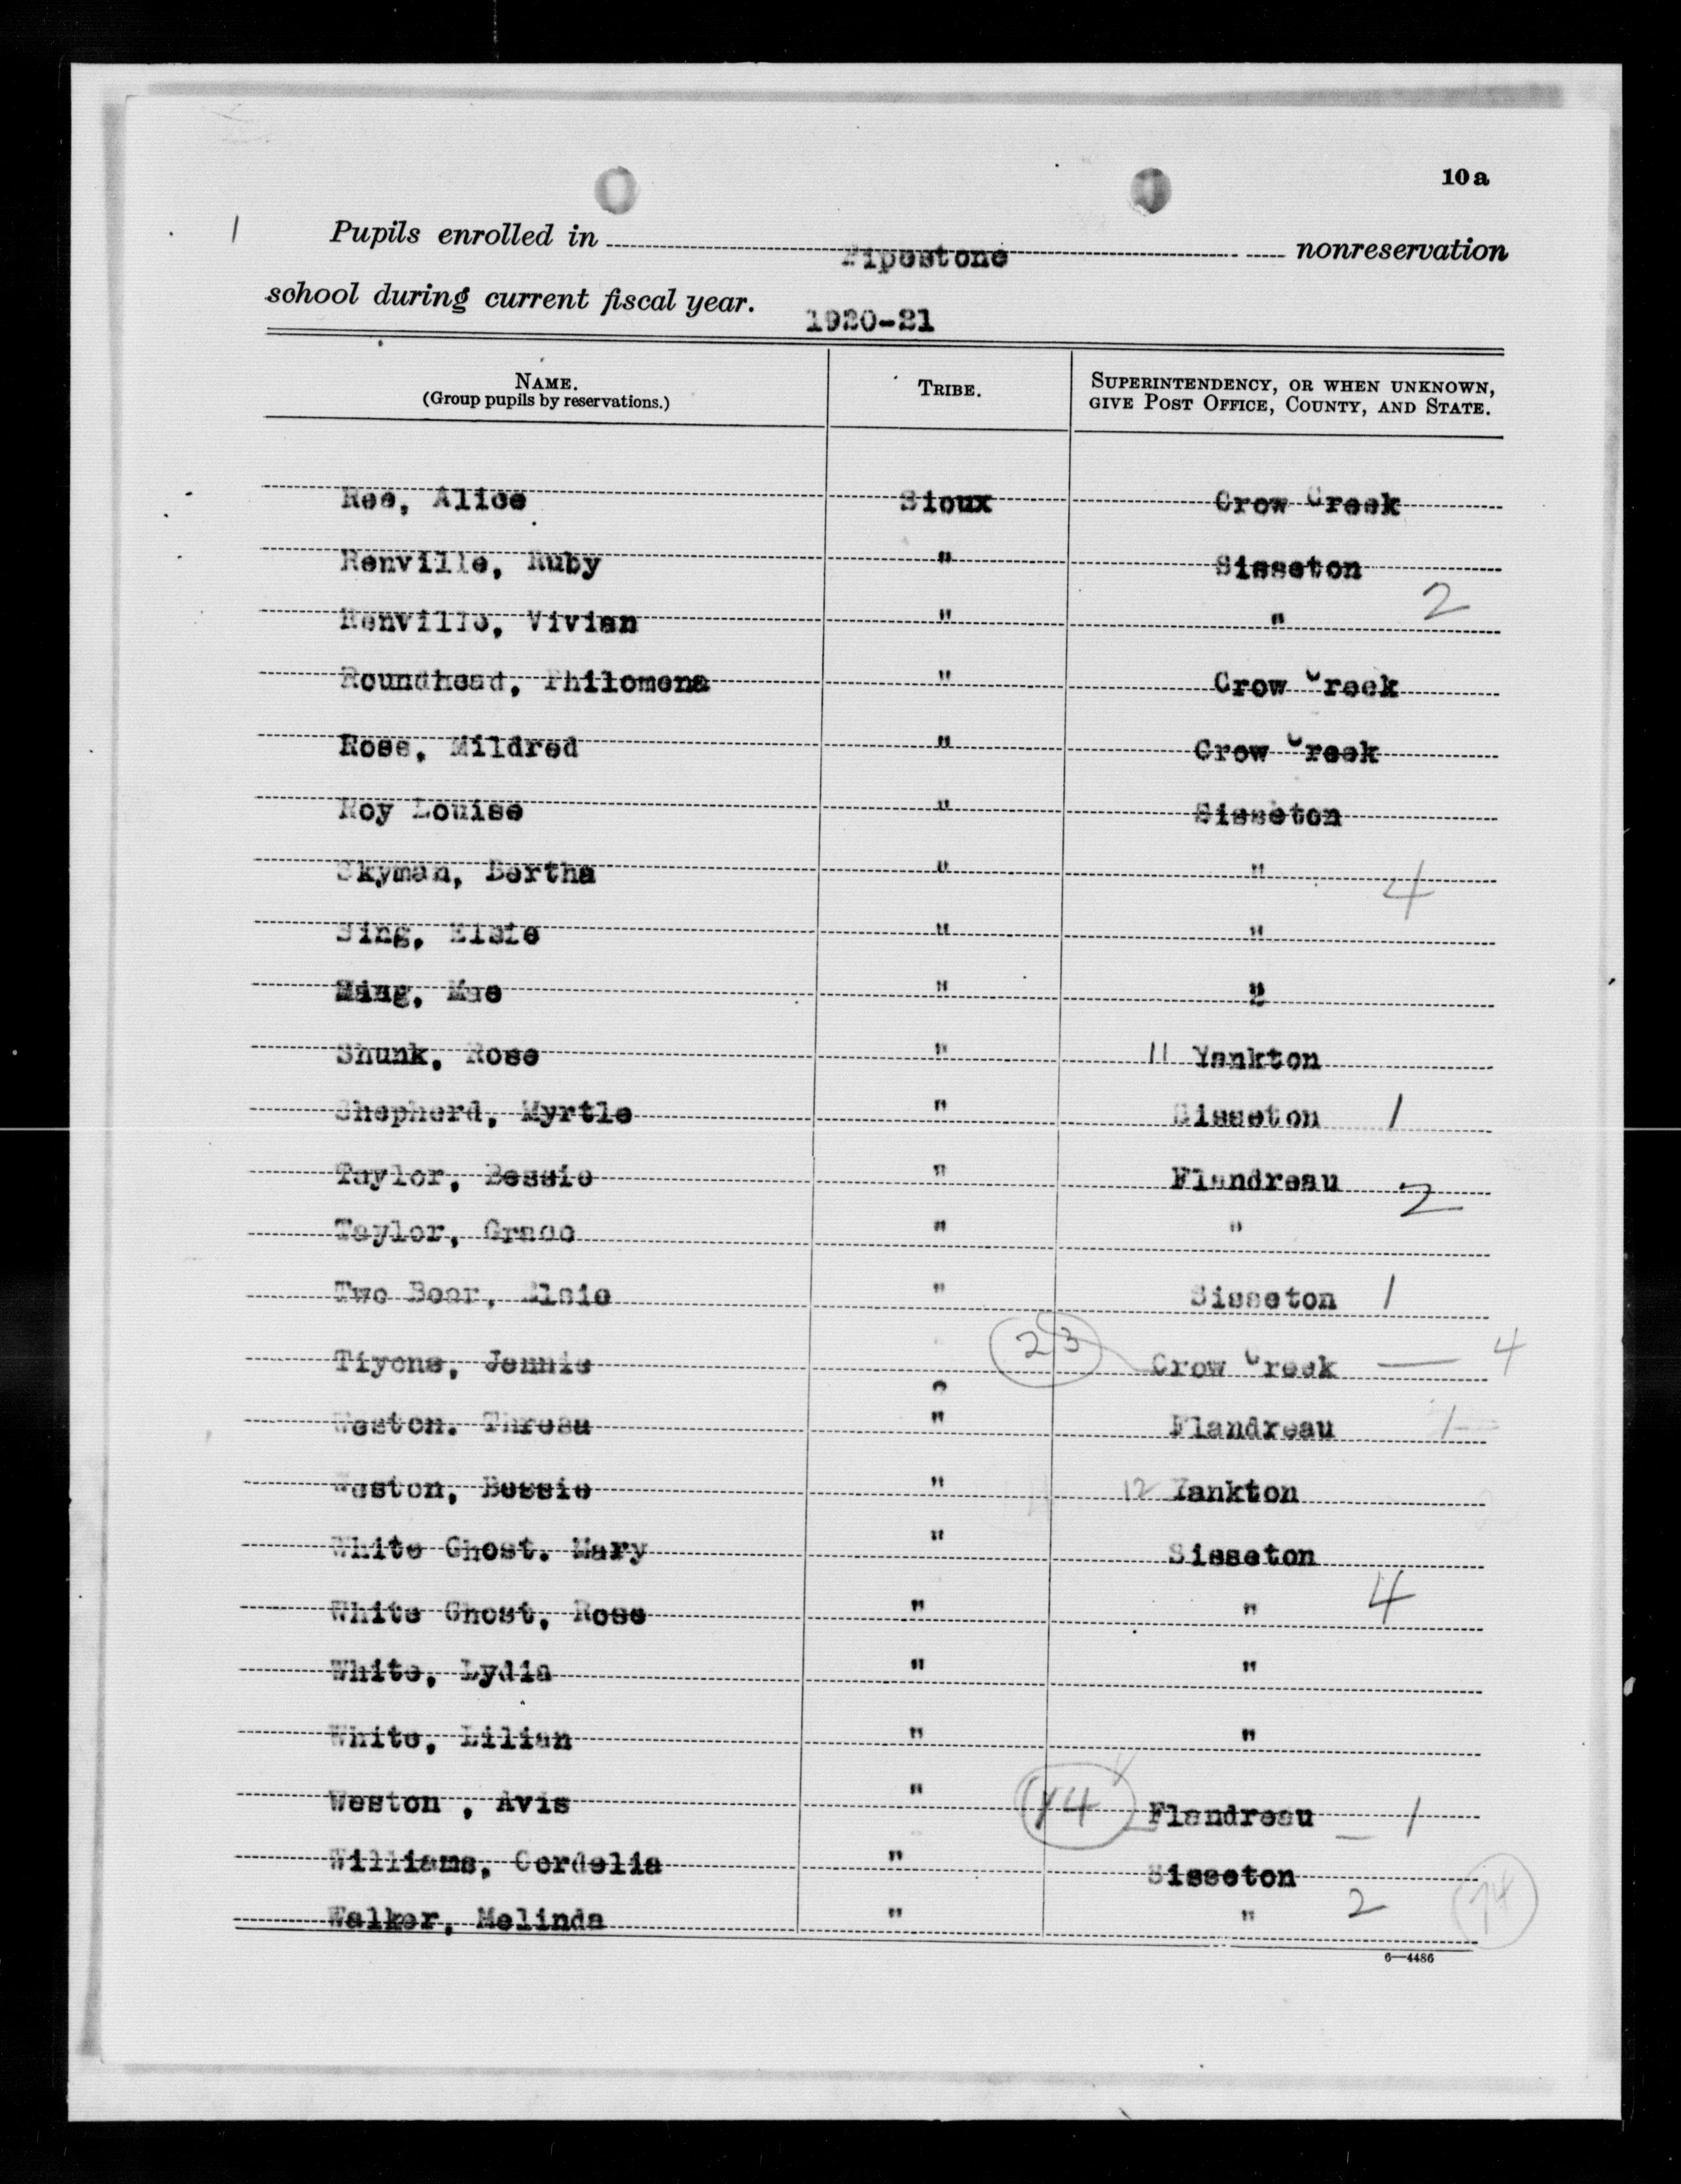 10 a
1 Pupils enrolled in Pipestone nonreservation
school during current fiscal year. 1920-21
NAME. TRIBE. SUPERINTENDENCY, OR WHEN UNKNOWN,
(Group pupils by reservations.) GIVE POST OFFICE, COUNTY, AND STATE.
Ree, Alice Sioux Crow Creek
Renville, Ruby " Sisseton
Renville, Vivian " " 2
Roundhead, Philomena " Crow Creek
Rose, Mildred " Crow Creek
Roy Louise " Sisseton
Skyman, Bertha " " 4
Sing, Elsie " "
Mae " "
Shunk, Rose " 11 Yankton
Shepherd, Myrtle " Sisseton 1
Taylor, Bessie " Flandreau 2
Taylor, Grace " "
Two Bear, Elsie " Sisseton 1
Tiyona, Jennie 23 Crow Creek — 4
Weston. Thresa " Flandreau 1
Weston, Bessie " 12 Yankton
White Ghost. Mary " Sisseton
White Ghost, Rose " " 4
White, Lydia " "
White, Lilian " "
Weston , Avis " 14 Flandreau — 1
Williams, Cordelia " Sisseton
Walker, Melinda " " 2
6—4486